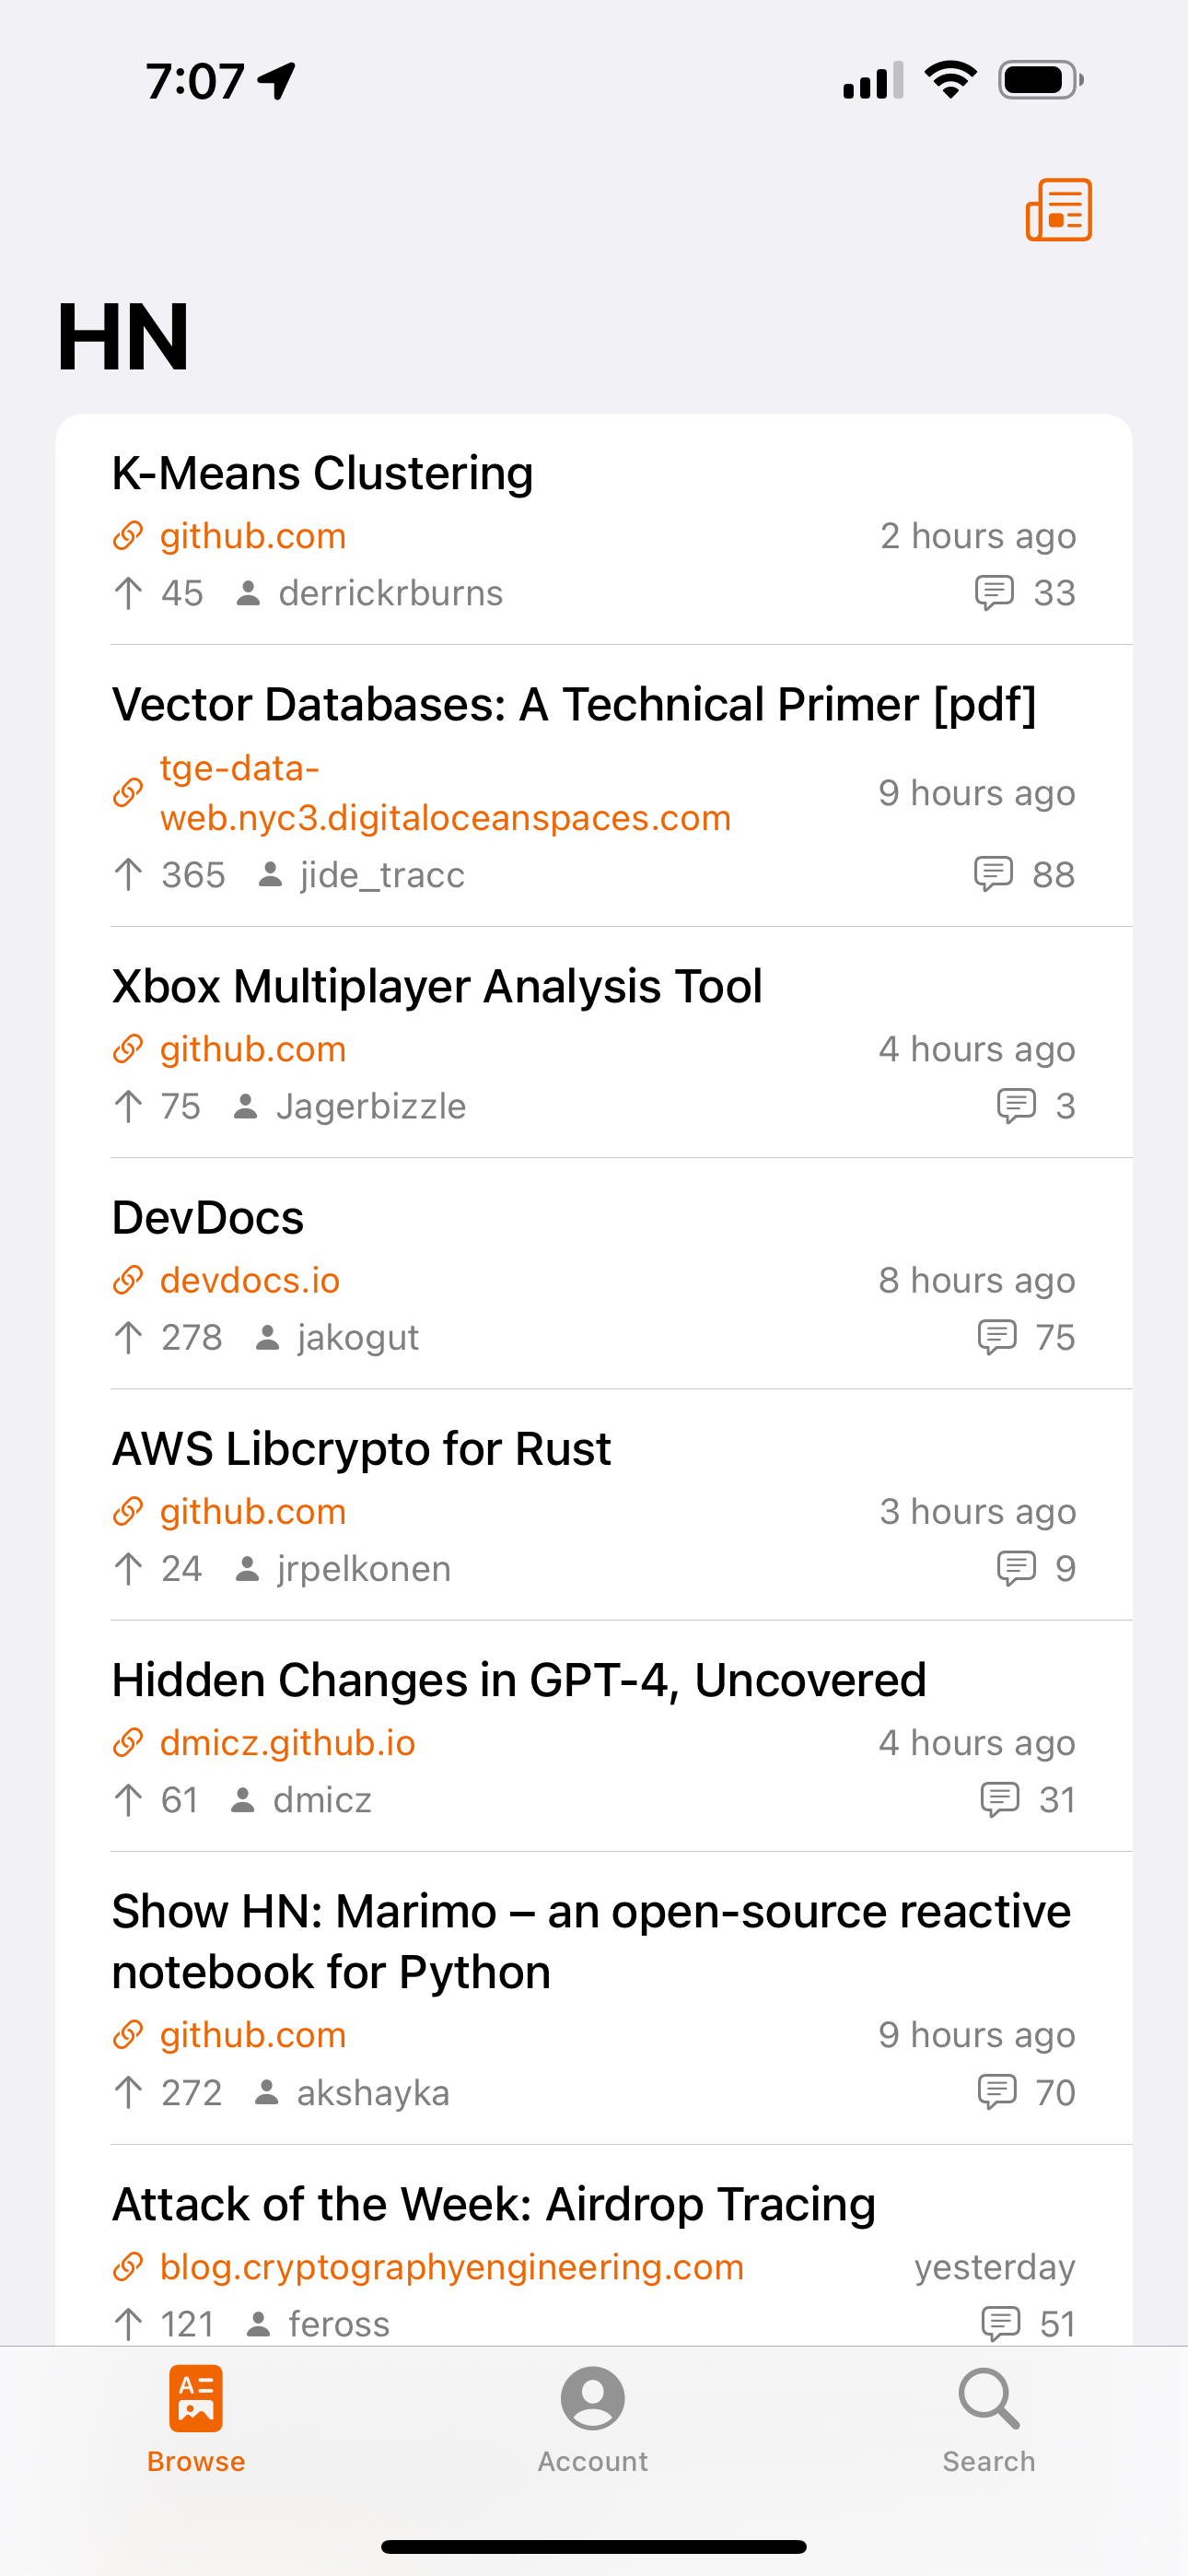 7:07
HN
K-Means Clustering
github.com 2 hours ago
45 derrickrburns 33
Vector Databases: A Technical Primer [pdf]
tge-data-
web.nyc3.digitaloceanspaces.com 9 hours ago
365 jide_tracc 88
Xbox Multiplayer Analysis Tool
github.com 4 hours ago
75 Jagerbizzle 3
DevDocs
devdocs.io 8 hours ago
278 jakogut 75
AWS Libcrypto for Rust
github.com 3 hours ago
24 jrpelkonen 9
Hidden Changes in GPT-4, Uncovered
dmicz.github.io 4 hours ago
61 dmicz 31
Show HN: Marimo – an open-source reactive
notebook for Python
github.com 9 hours ago
272 akshayka 70
Attack of the Week: Airdrop Tracing
blog.cryptographyengineering.com yesterday
121 feross 51
Browse Account Search